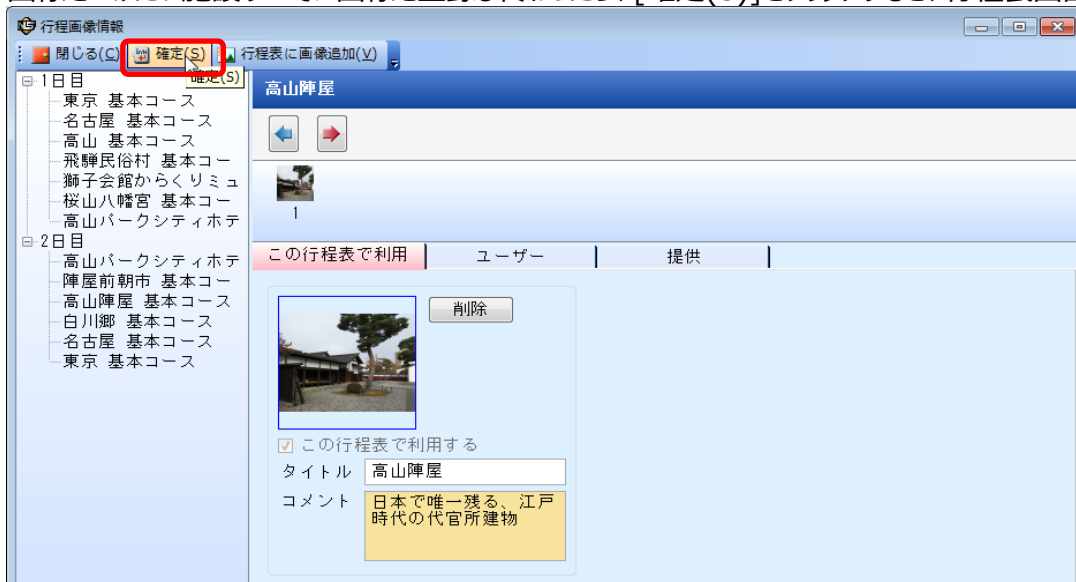 行程画像情報
閉じる(C) 確定(S) 行程表に画像追加(V)
確定(S)
1日目
東京 基本コース
名古屋 基本コース
高山 基本コース
飛騨民俗村 基本コー
獅子会館からくりミュ
桜山八幡宮 基本コー
高山パークシティホテ
2日目
高山パークシティホテ
陣屋前朝市 基本コー
高山陣屋 基本コース
白川郷 基本コース
名古屋 基本コース
東京 基本コース
高山陣屋
1
この行程表で利用 ユーザー 提供
削除
この行程表で利用する
タイトル 高山陣屋
コメント 日本で唯一残る、江戸
時代の代官所建物